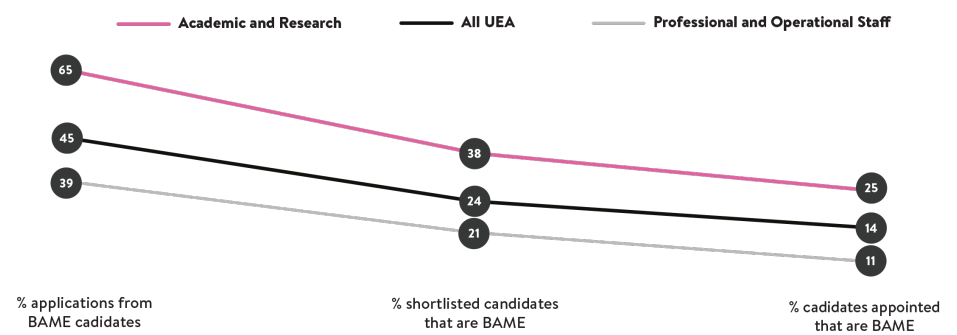 Academic and Research
All UEA
Professional and Operational Staff
65
45
39
38
24
21
25
14
11
% applications from
BAME cadidates
% shortlisted candidates
that are BAME
% cadidates appointed
that are BAME